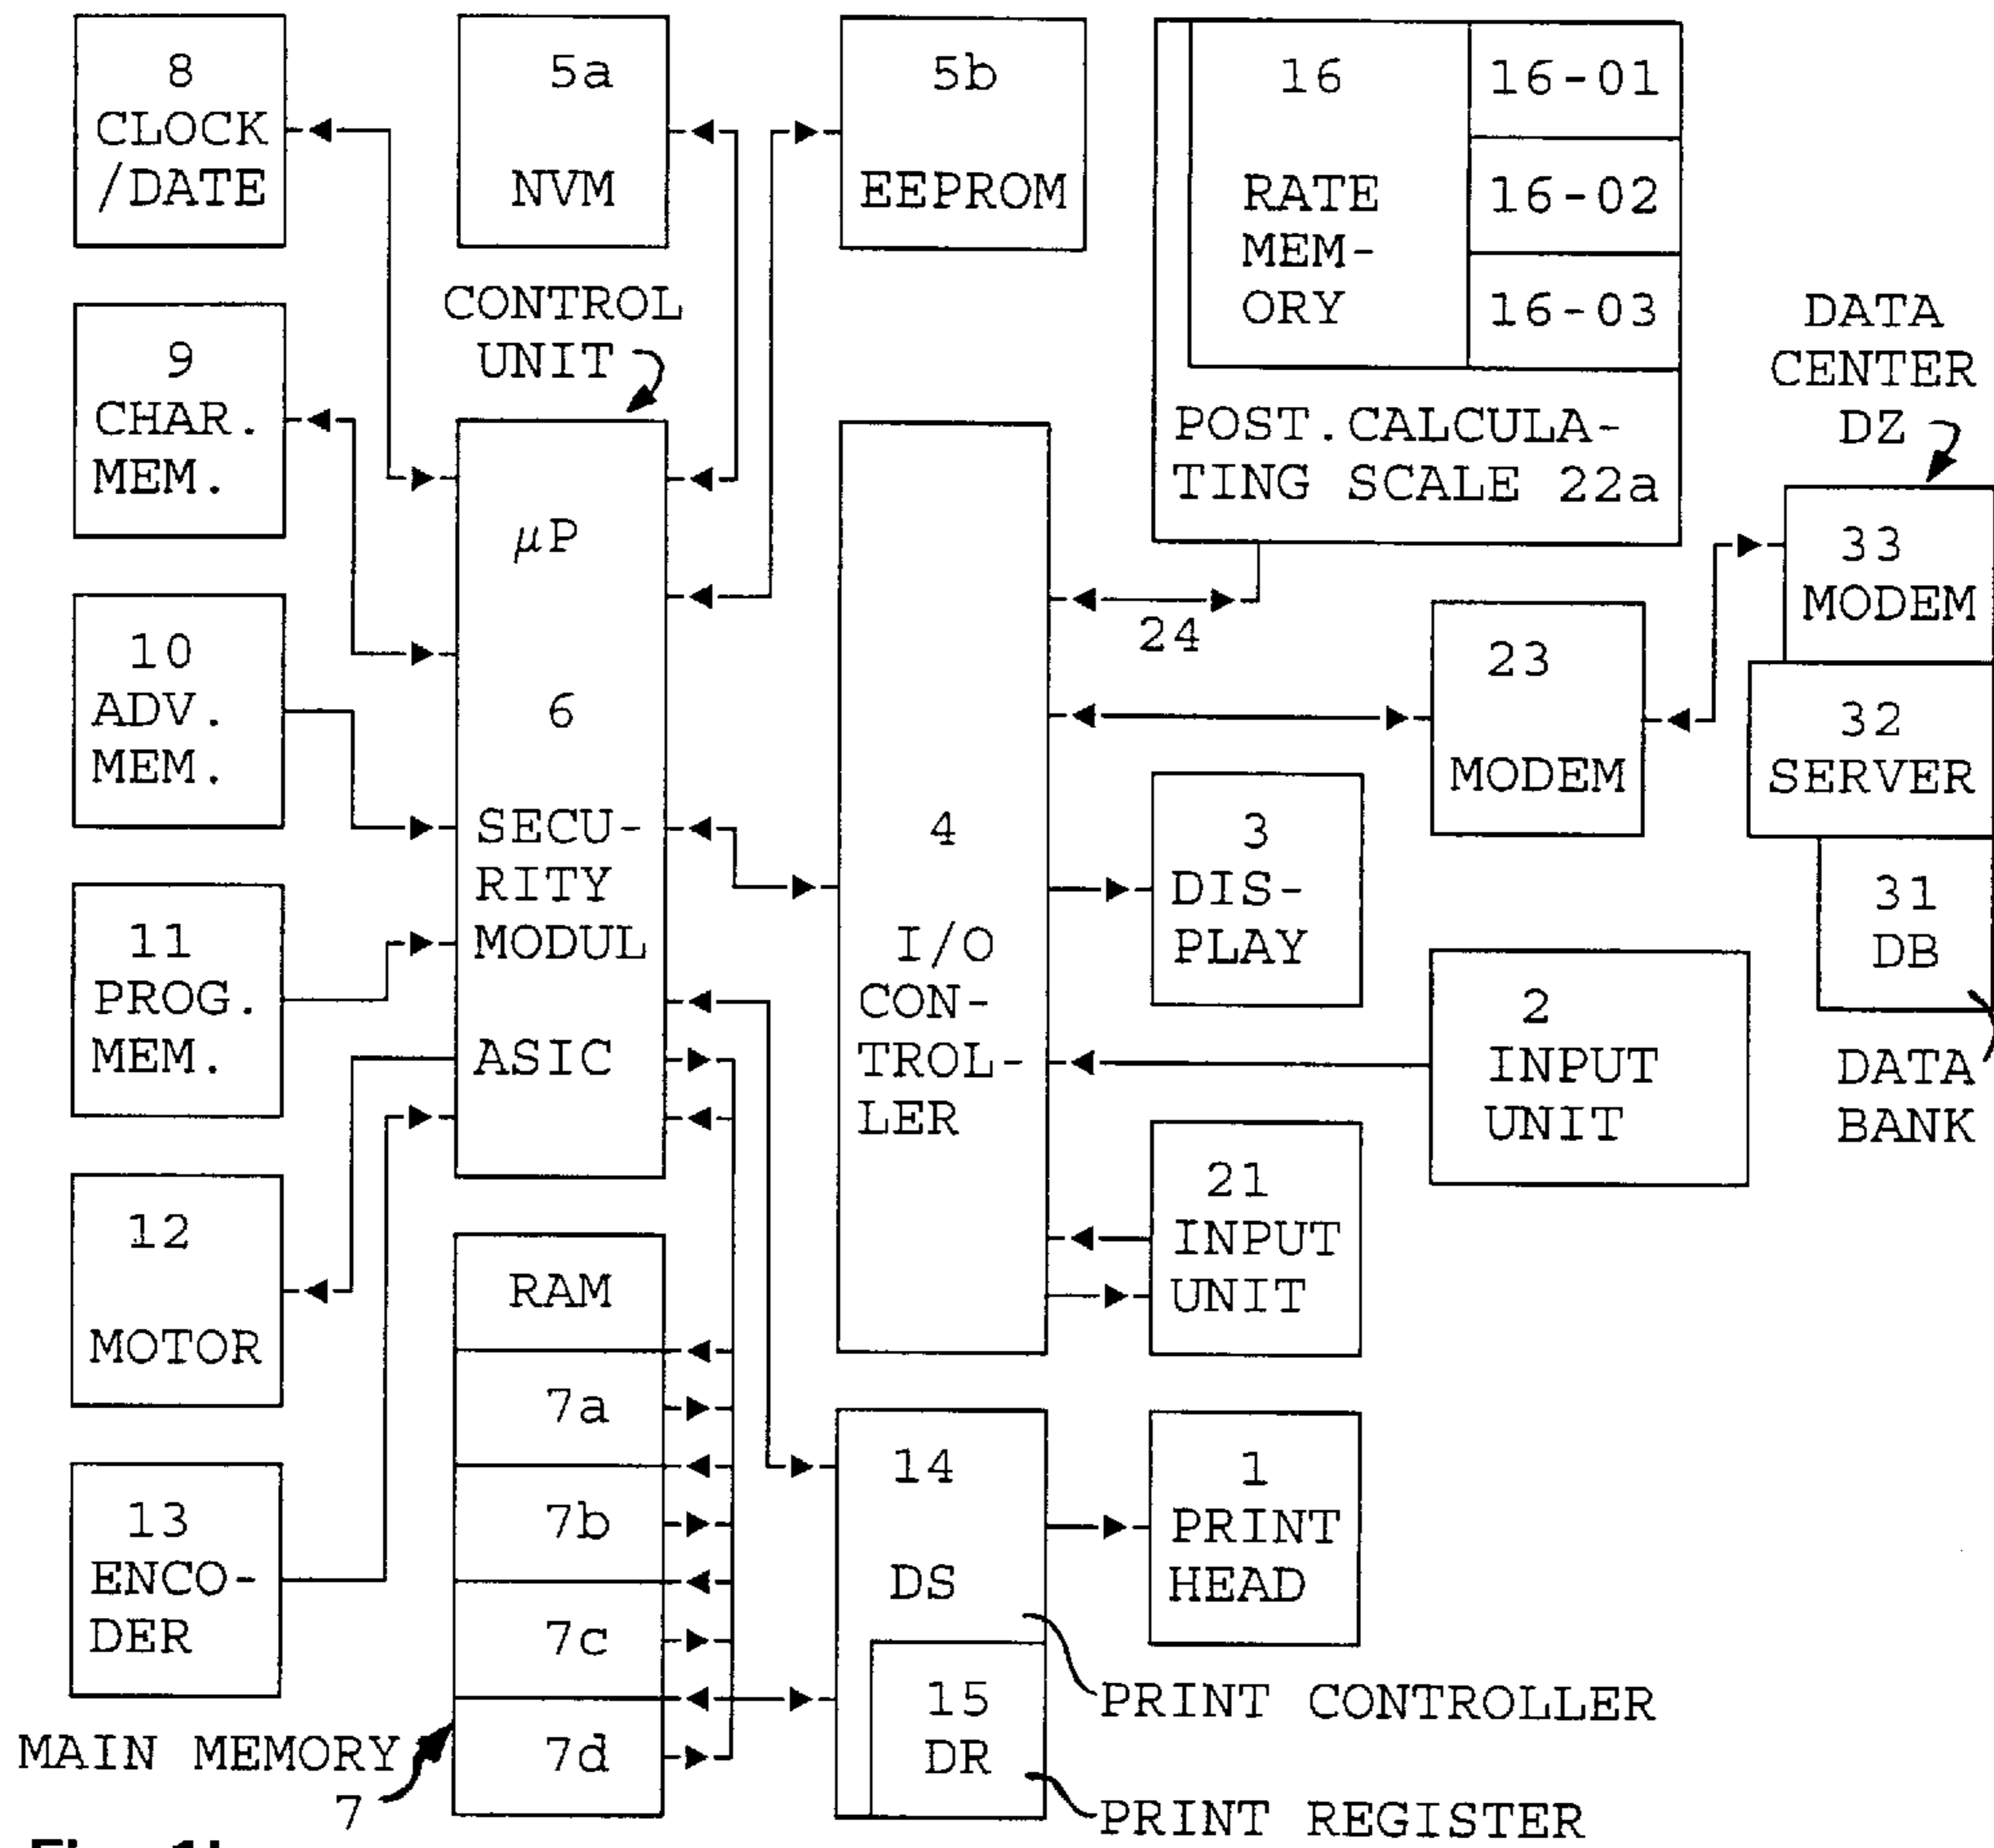 8
CLOCK
/DATE
5a
NVM
5b
EEPROM
16
RATE
MEM-
ORY
16-01
16-02
16-03
POST.CALCULA-
TING SCALE 22a
CONTROL
UNIT
9
CHAR.
MEM.
10
ADV.
MEM.
11
PROG.
MEM.
12
MOTOR
13
ENCO-
DER
μP
6
SECU-
RITY
MODUL
ASIC
4
I/O
CON-
TROL-
LER
24
23
MODEM
DATA
CENTER
DZ
33
MODEM
32
SERVER
31
DB
DATA
BANK
3
DIS-
PLAY
2
INPUT
UNIT
21
INPUT
UNIT
RAM
7a
7b
7c
7d
MAIN MEMORY
7
14
DS
15
DR
1
PRINT
HEAD
PRINT CONTROLLER
PRINT REGISTER